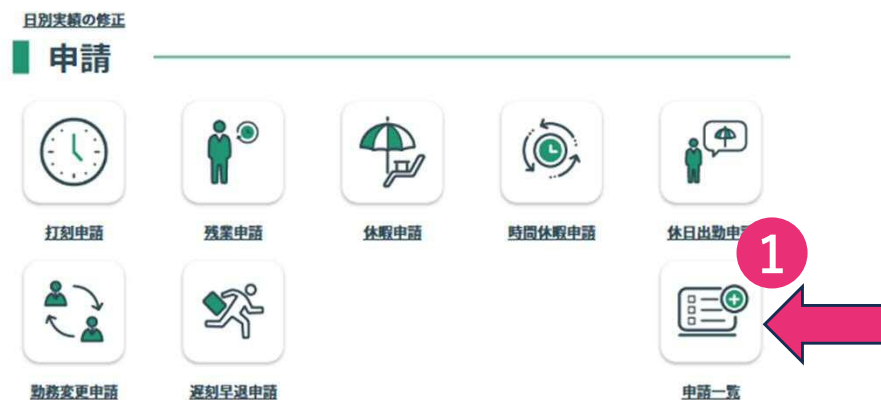 日別実績の修正
申請
打刻申請
残業申請
休暇申請
時間休暇申請
休日出勤申
1
勤務変更申請
遅刻早退申請
申請一覧